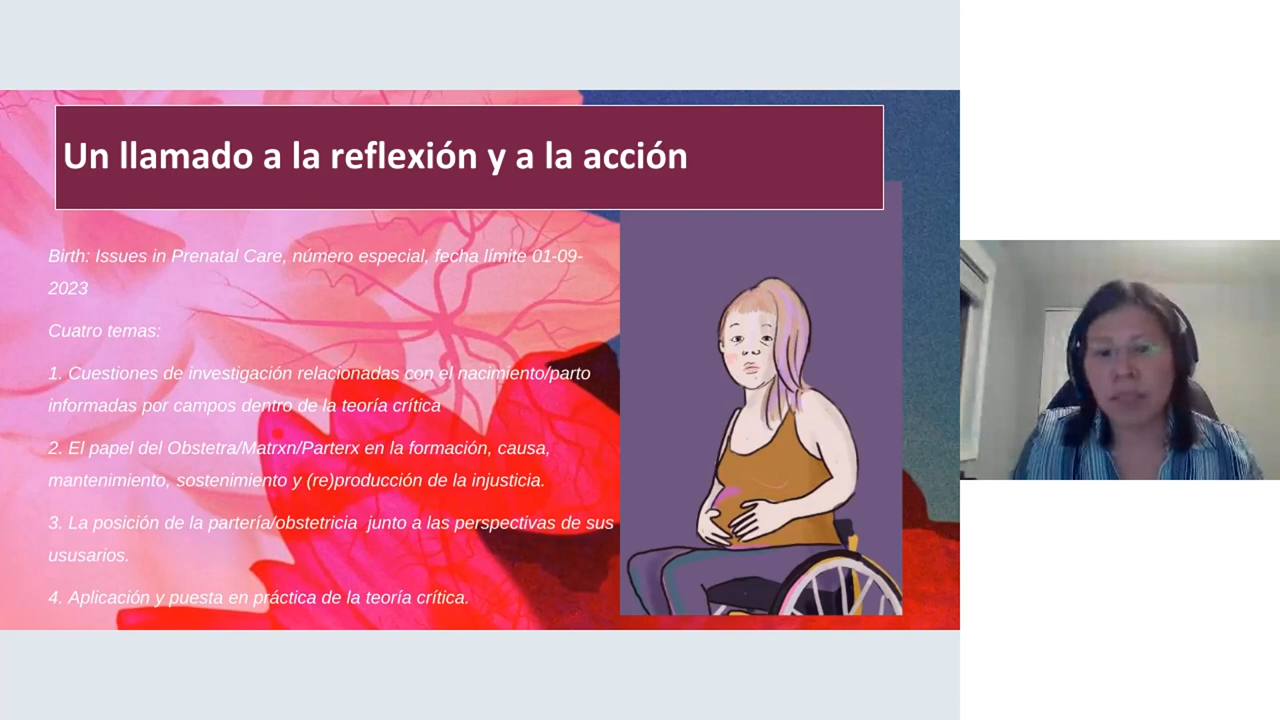 Un llamado a la reflexión y a la acción
Birth: Issues in Prenatal Care, número especial, fecha límite 01-09-
2023
Cuatro temas:
1. Cuestiones de investigación relacionadas con el nacimiento/parto
informadas por campos dentro de la teoría crítica
2. El papel del Obstetra/Matrxn/Parterx en la formación, causa,
mantenimiento, sostenimiento y (re)producción de la injusticia.
3. La posición de la partería/obstetricia  junto a las perspectivas de sus
ususarios.
4. Aplicación y puesta en práctica de la teoría crítica.